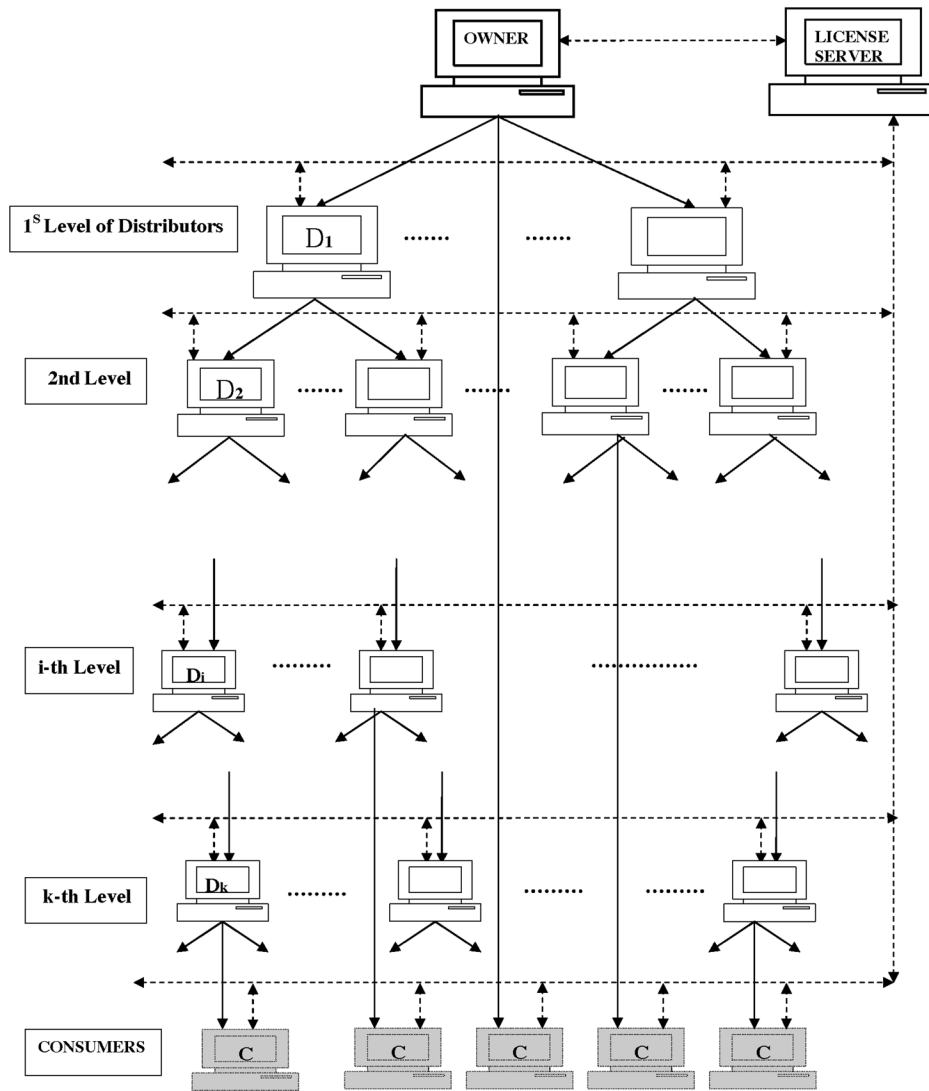 OWNER
LICENSE
SERVER
1S Level of Distributors
D1
2nd Level
D2
i-th Level
Di
k-th Level
Dk
CONSUMERS
C
C
C
C
C